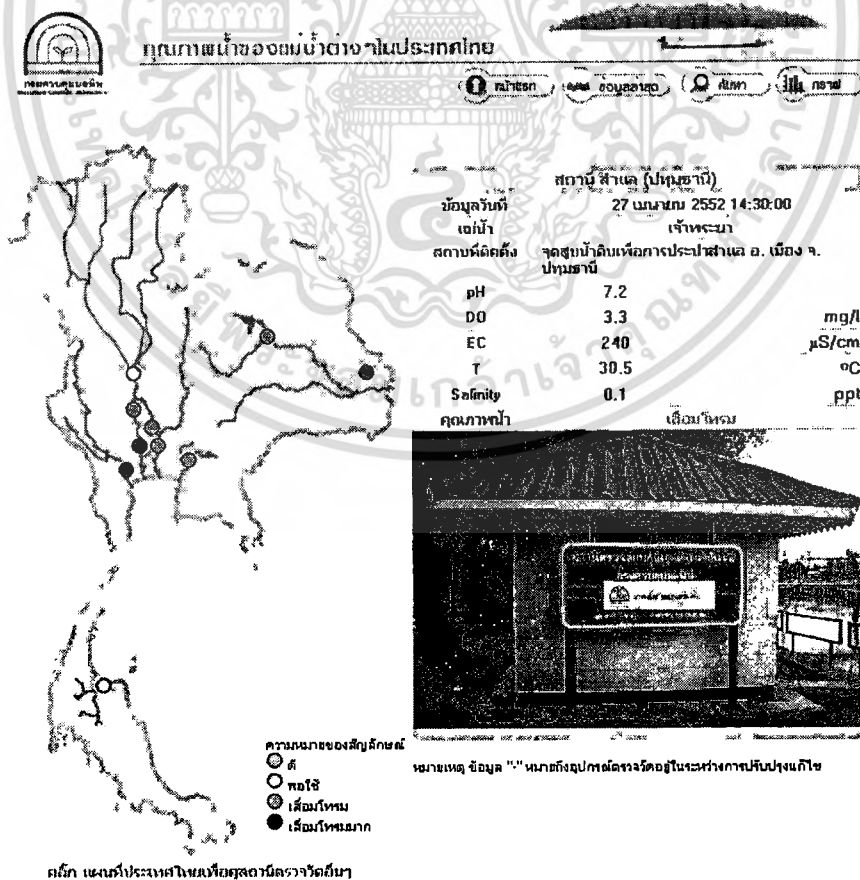 กรมควบคุมมลพิษ
คุณภาพน้ำของแม่น้ำต่างๆในประเทศไทย
หน้าแรก
ข้อมูลล่าสุด
ค้นหา
กราฟ
สถานี สำแล (ปทุมธานี)
ข้อมูลวันที่ 27 เมษายน 2552 14:30:00
แม่น้ำ เจ้าพระยา
สถานที่ติดตั้ง จุดสูบน้ำดิบเพื่อการประปาสำแล อ. เมือง จ.
ปทุมธานี
pH 7.2
DO 3.3 mg/l
EC 240 µS/cm
T 30.5 ºC
Salinity 0.1 ppt
คุณภาพน้ำ เสื่อมโทรม
ความหมายของสัญลักษณ์
ดี
พอใช้
เสื่อมโทรม
เสื่อมโทรมมาก
หมายเหตุ ข้อมูล "-" หมายถึงอุปกรณ์ตรวจวัดอยู่ในระหว่างการปรับปรุงแก้ไข
คลิ๊ก แผนที่ประเทศไทยเพื่อดูสถานีตรวจวัดอื่นๆ